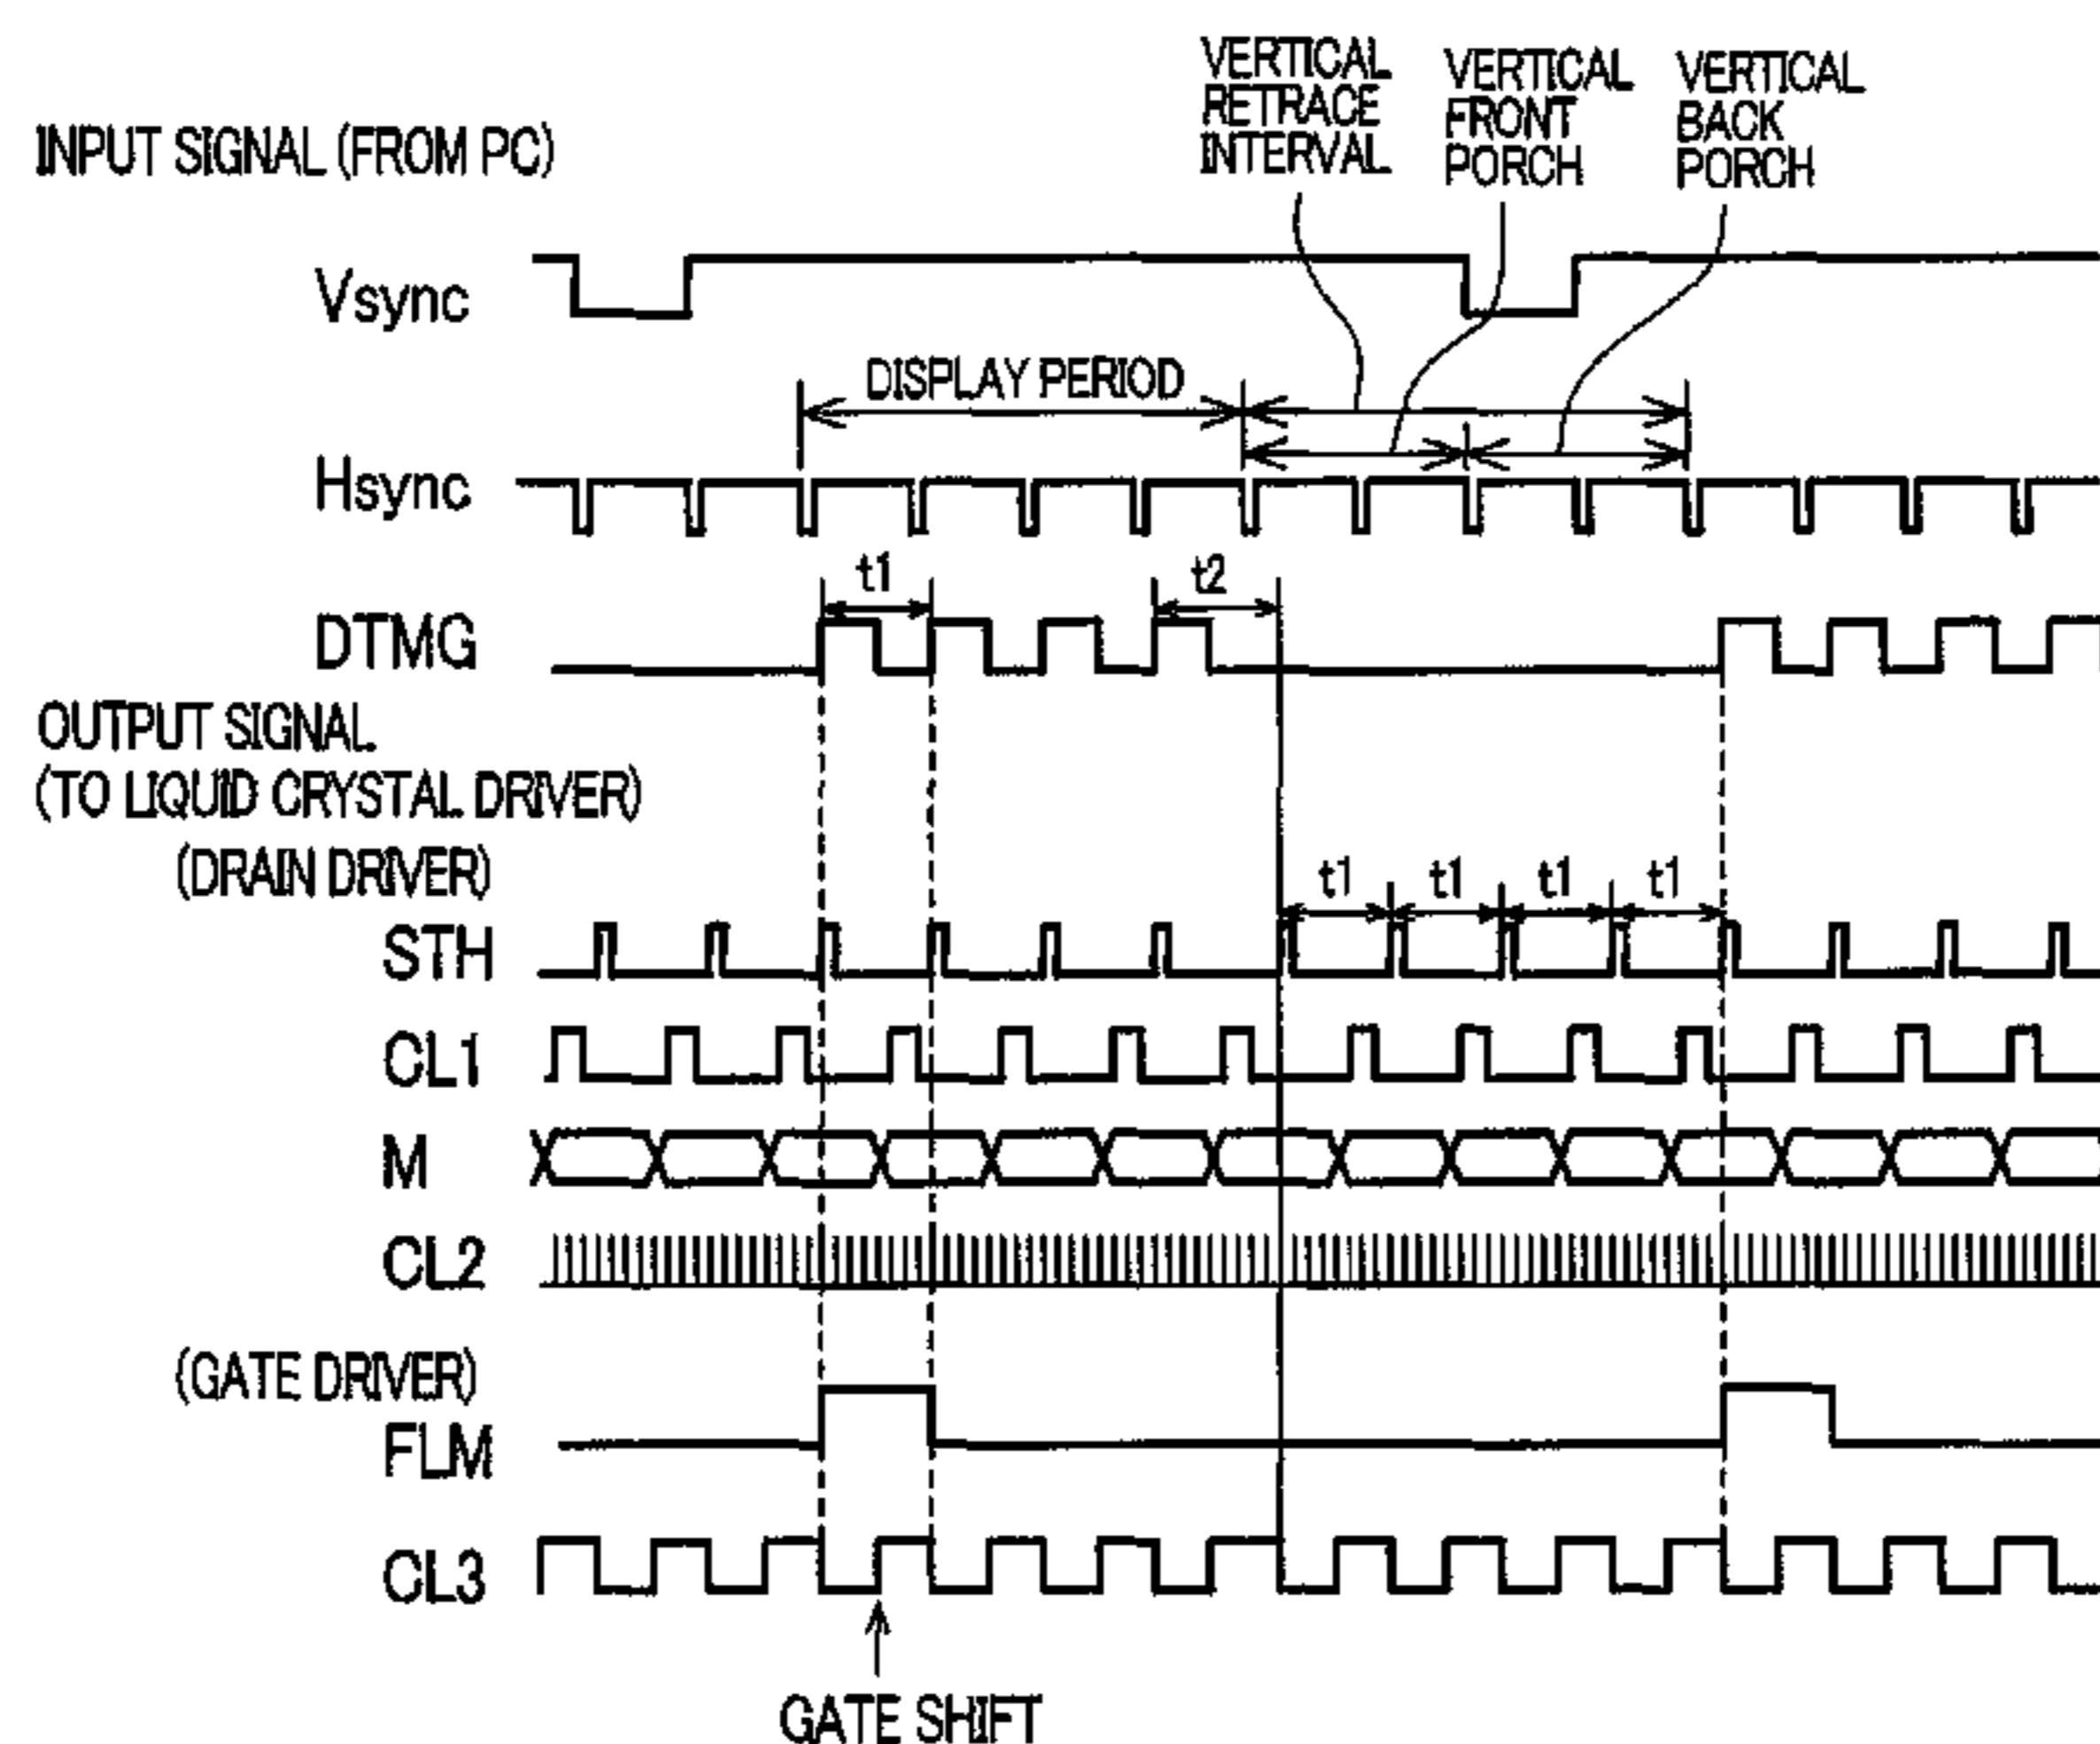 VERTICAL
RETRACE
INTERVAL
VERTICAL
FRONT
PORCH
VERTICAL
BACK
PORCH
INPUT SIGNAL (FROM PC)
Vsync
DISPLAY PERIOD
Hsync
t1
t2
DTMG
OUTPUT SIGNAL
(TO LIQUID CRYSTAL DRIVER)
(DRAIN DRIVER)
t1 t1 t1 t1
STH
CL1
M
CL2
(GATE DRIVER)
FLM
CL3
GATE SHIFT